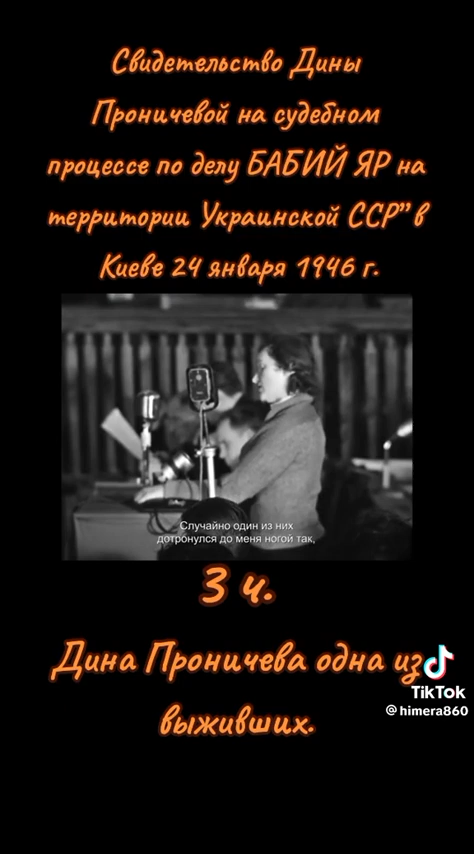 Свидетельство Дины
Проничевой на судебном
процессе по делу БАБИЙ ЯР на
территории Украинской ССР” в
Киеве 24 января 1946 г.
Случайно один из них
дотронулся до меня ногой так,
3 ч.
Дина Проничева одна из
выживших.
TikTok
@himera860